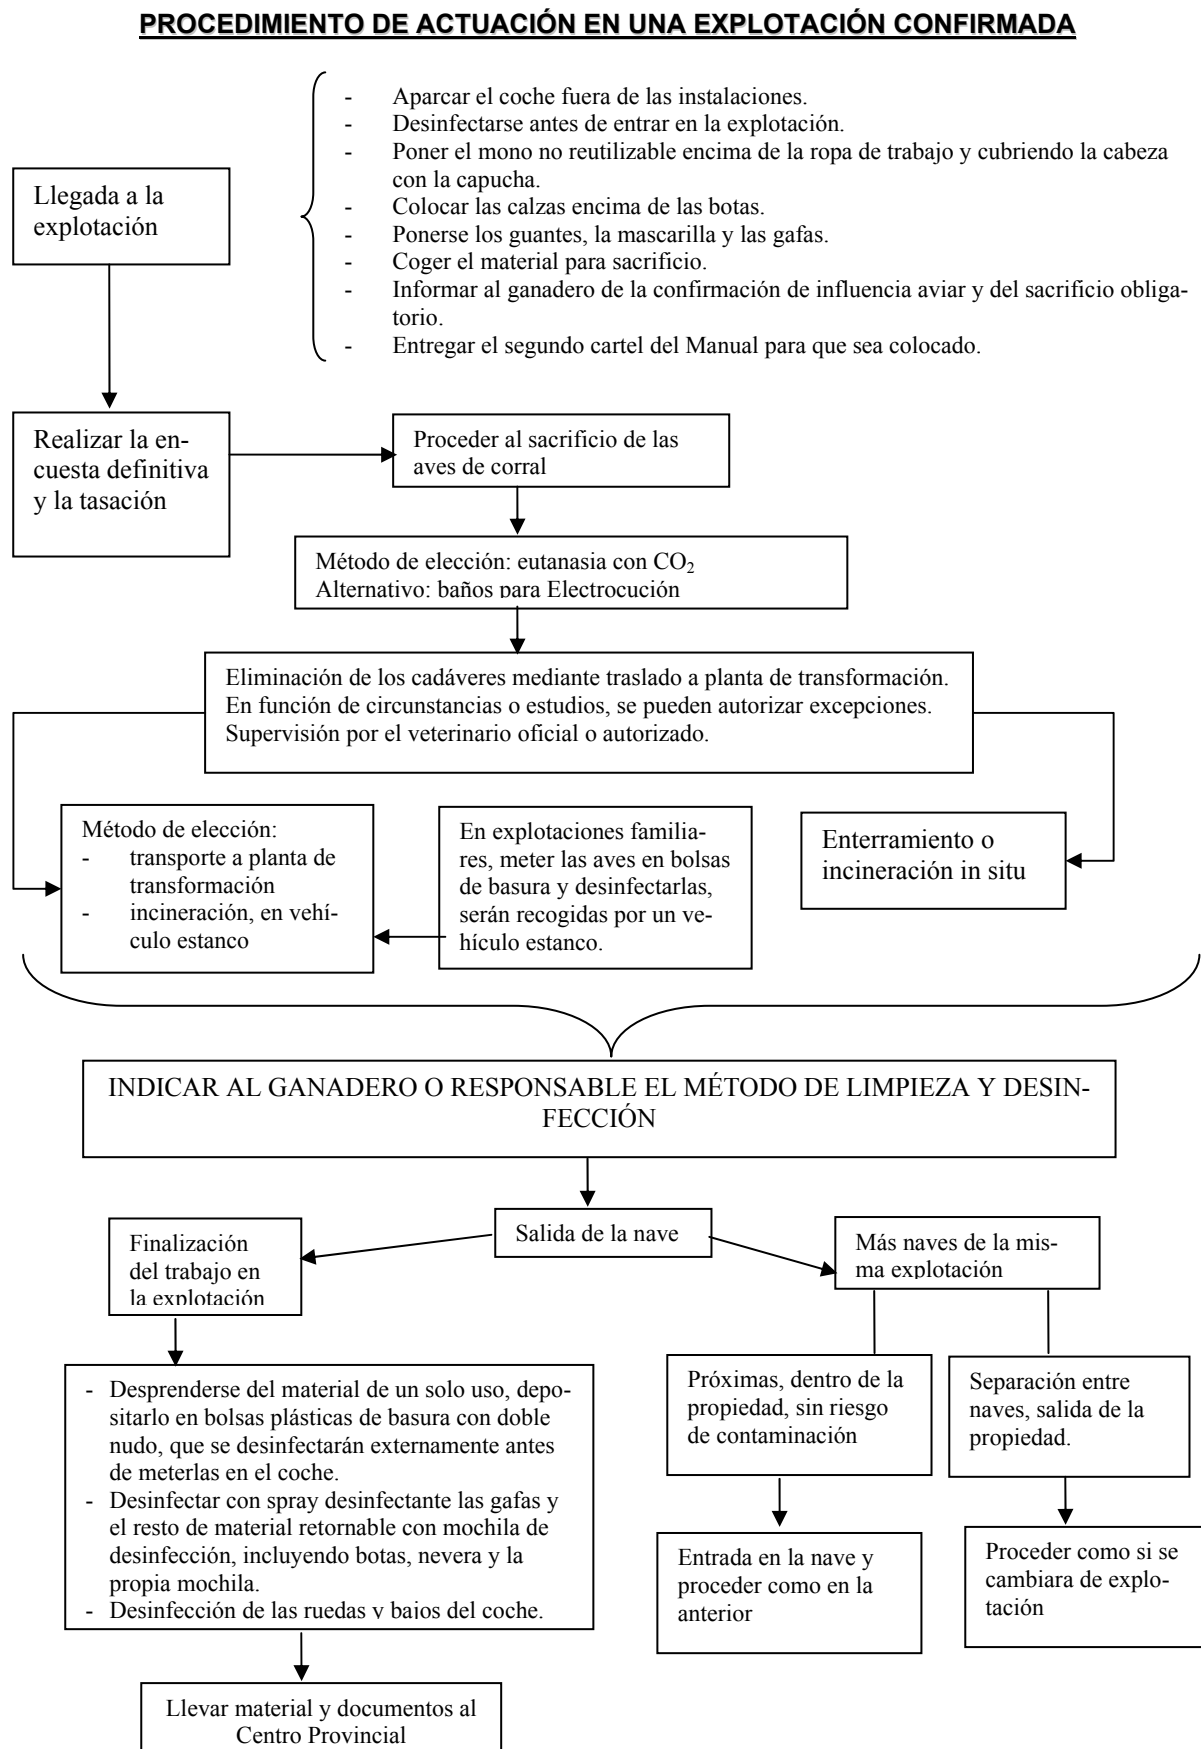 PROCEDIMIENTO DE ACTUACIÓN EN UNA EXPLOTACIÓN CONFIRMADA
Llegada a la
explotación
- Aparcar el coche fuera de las instalaciones.
- Desinfectarse antes de entrar en la explotación.
- Poner el mono no reutilizable encima de la ropa de trabajo y cubriendo la cabeza
con la capucha.
- Colocar las calzas encima de las botas.
- Ponerse los guantes, la mascarilla y las gafas.
- Coger el material para sacrificio.
- Informar al ganadero de la confirmación de influencia aviar y del sacrificio obliga-
torio.
- Entregar el segundo cartel del Manual para que sea colocado.
Realizar la en-
cuesta definitiva
y la tasación
Proceder al sacrificio de las
aves de corral
Método de elección: eutanasia con CO₂
Alternativo: baños para Electrocución
Eliminación de los cadáveres mediante traslado a planta de transformación.
En función de circunstancias o estudios, se pueden autorizar excepciones.
Supervisión por el veterinario oficial o autorizado.
Método de elección:
- transporte a planta de
transformación
- incineración, en vehí-
culo estanco
En explotaciones familia-
res, meter las aves en bolsas
de basura y desinfectarlas,
serán recogidas por un ve-
hículo estanco.
Enterramiento o
incineración in situ
INDICAR AL GANADERO O RESPONSABLE EL MÉTODO DE LIMPIEZA Y DESIN-
FECCIÓN
Salida de la nave
Finalización
del trabajo en
la explotación
Más naves de la mis-
ma explotación
- Desprenderse del material de un solo uso, depo-
sitarlo en bolsas plásticas de basura con doble
nudo, que se desinfectarán externamente antes
de meterlas en el coche.
- Desinfectar con spray desinfectante las gafas y
el resto de material retornable con mochila de
desinfección, incluyendo botas, nevera y la
propia mochila.
- Desinfección de las ruedas y bajos del coche.
Próximas, dentro de la
propiedad, sin riesgo
de contaminación
Separación entre
naves, salida de la
propiedad.
Entrada en la nave y
proceder como en la
anterior
Proceder como si se
cambiara de explo-
tación
Llevar material y documentos al
Centro Provincial